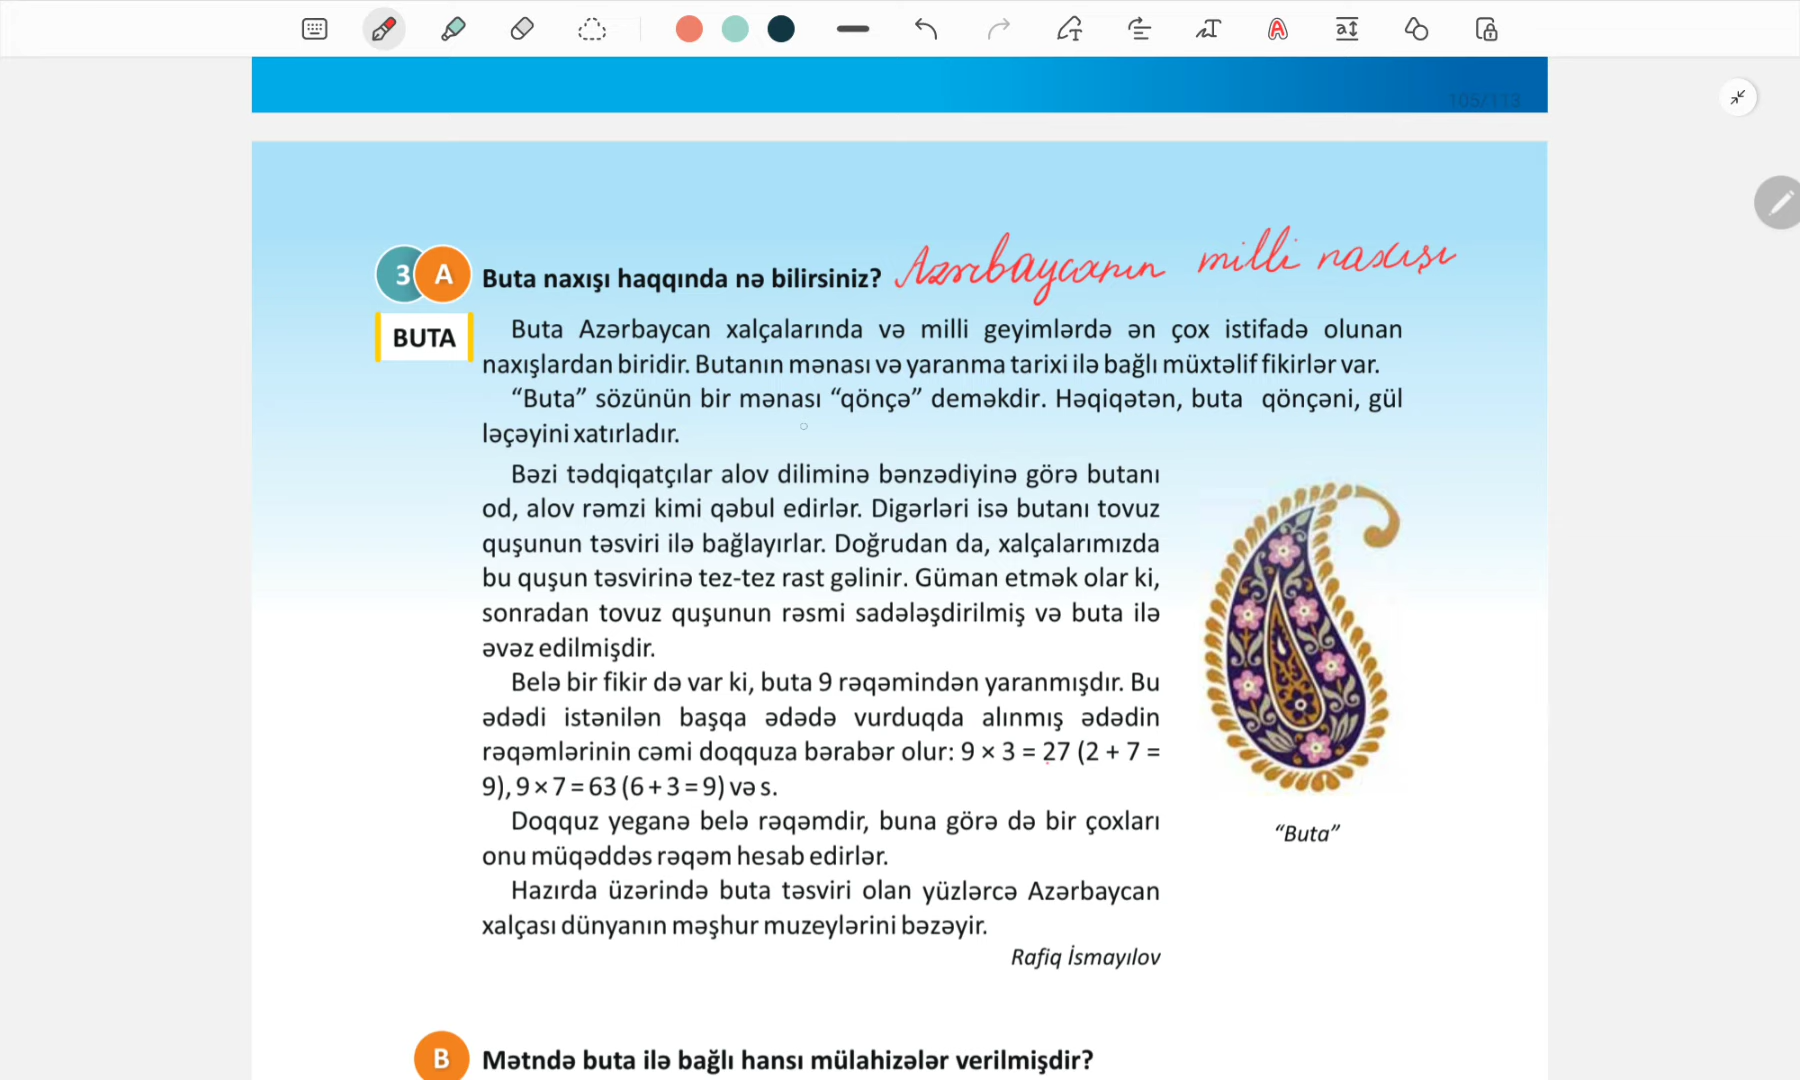 105/113
3 A Buta naxışı haqqında nə bilirsiniz? Azərbaycanın milli naxışı
BUTA
Buta Azərbaycan xalçalarında və milli geyimlərdə ən çox istifadə olunan
naxışlardan biridir. Butanın mənası və yaranma tarixi ilə bağlı müxtəlif fikirlər var.
“Buta” sözünün bir mənası “qönçə” deməkdir. Həqiqətən, buta qönçəni, gül
ləçəyini xatırladır.
Bəzi tədqiqatçılar alov diliminə bənzədiyinə görə butanı
od, alov rəmzi kimi qəbul edirlər. Digərləri isə butanı tovuz
quşunun təsviri ilə bağlayırlar. Doğrudan da, xalçalarımızda
bu quşun təsvirinə tez-tez rast gəlinir. Güman etmək olar ki,
sonradan tovuz quşunun rəsmi sadələşdirilmiş və buta ilə
əvəz edilmişdir.
Belə bir fikir də var ki, buta 9 rəqəmindən yaranmışdır. Bu
ədədi istənilən başqa ədədə vurduqda alınmış ədədin
rəqəmlərinin cəmi doqquza bərabər olur: 9 × 3 = 27 (2 + 7 =
9), 9 × 7 = 63 (6 + 3 = 9) və s.
Doqquz yeganə belə rəqəmdir, buna görə də bir çoxları
onu müqəddəs rəqəm hesab edirlər.
Hazırda üzərində buta təsviri olan yüzlərcə Azərbaycan
xalçası dünyanın məşhur muzeylərini bəzəyir.
Rafiq İsmayılov
“Buta”
B Mətndə buta ilə bağlı hansı mülahizələr verilmişdir?